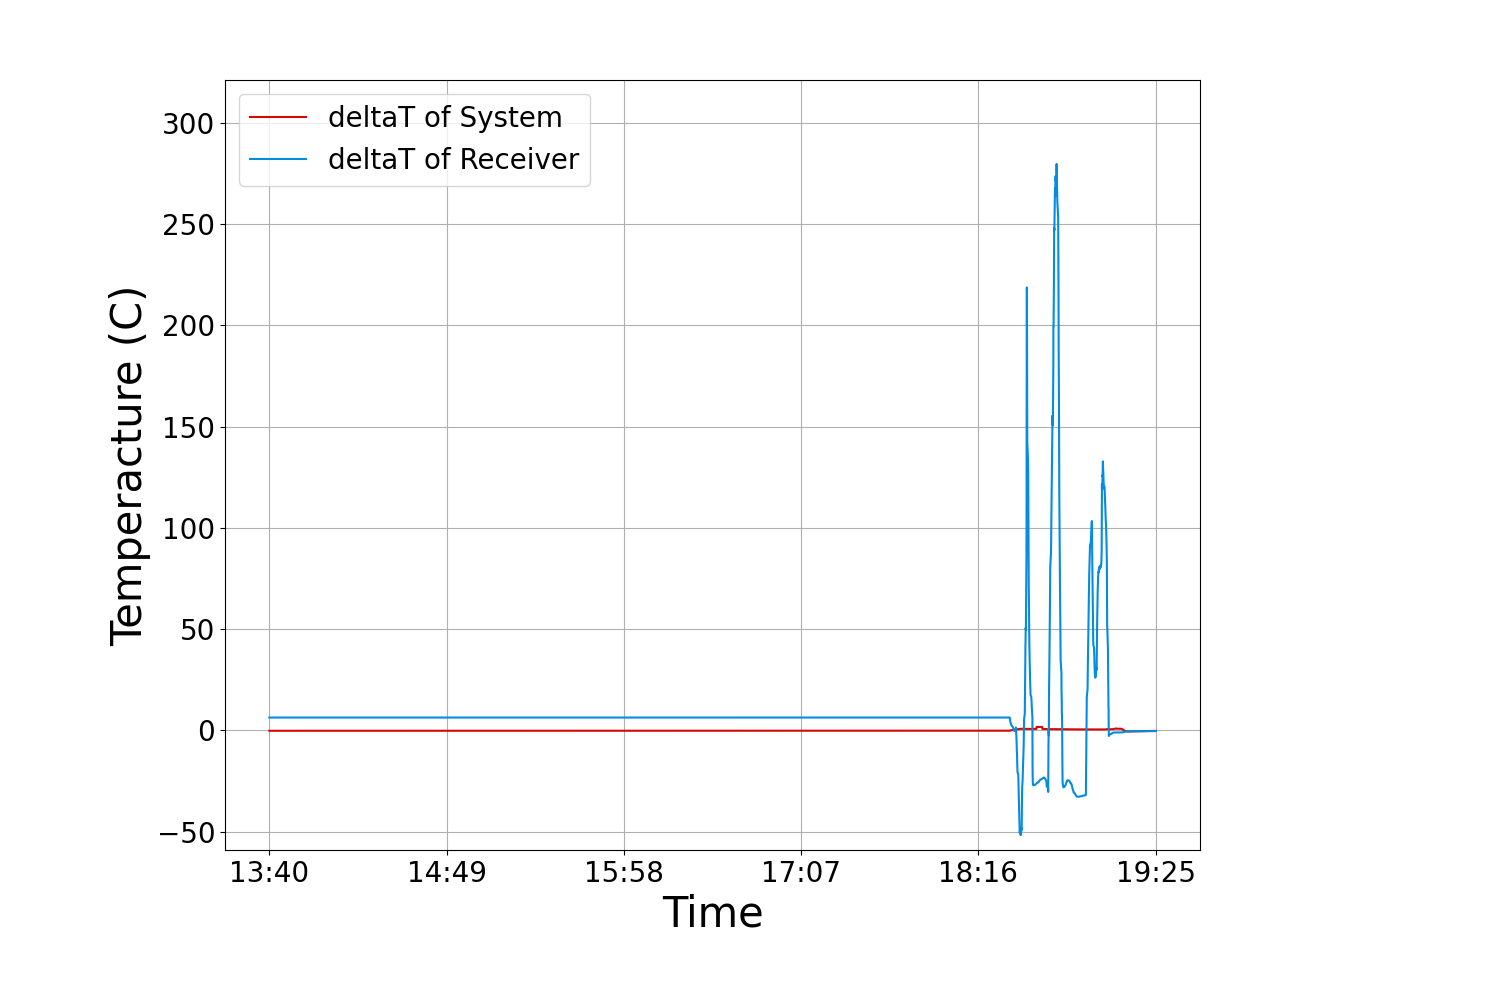 deltaT of System
deltaT of Receiver
Temperacture (C)
300
250
200
150
100
50
0
−50
13:40 14:49 15:58 17:07 18:16 19:25
Time